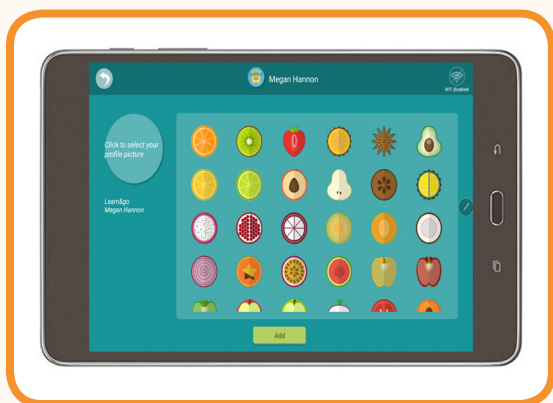 Megan Hannon
Wifi disabled
Click to select your
profile picture
Learn&go
Megan Hannon
Add